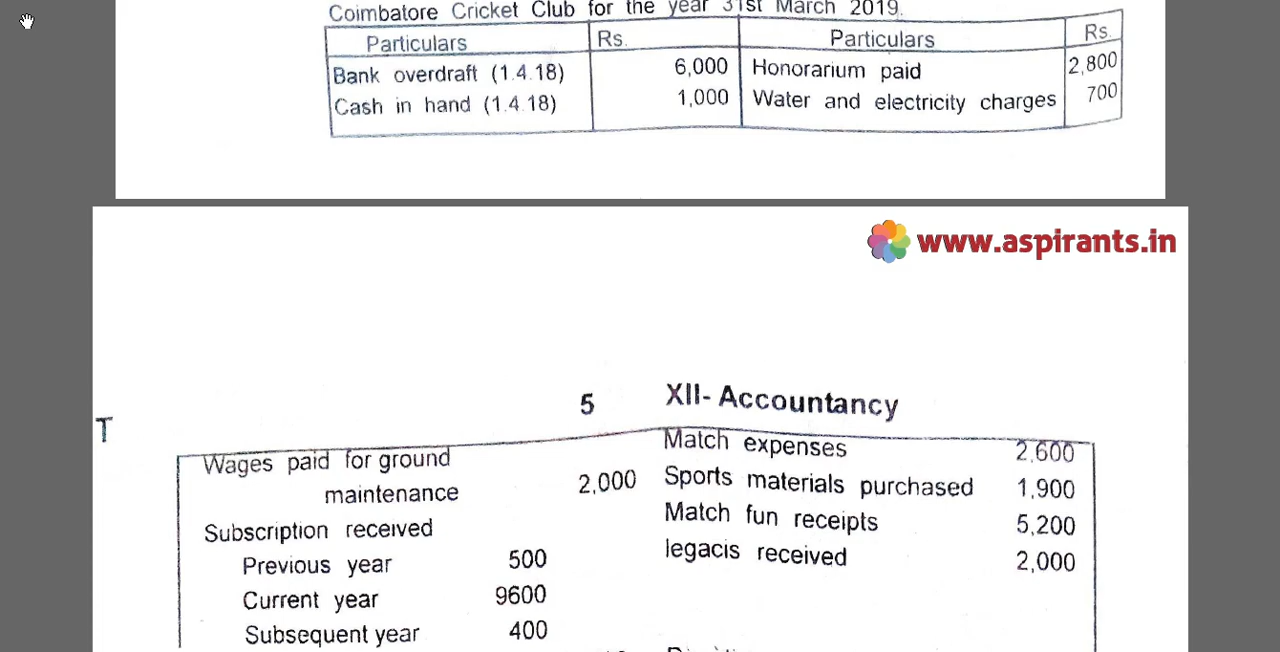 Coimbatore Cricket Club for the year 31st March 2019.
Particulars Rs. Particulars Rs.
Bank overdraft (1.4.18) 6,000 Honorarium paid 2,800
Cash in hand (1.4.18) 1,000 Water and electricity charges 700
www.aspirants.in
5 XII- Accountancy
T
Wages paid for ground Match expenses 2,600
maintenance 2,000 Sports materials purchased 1,900
Subscription received Match fun receipts 5,200
Previous year 500 legacis received 2,000
Current year 9600
Subsequent year 400